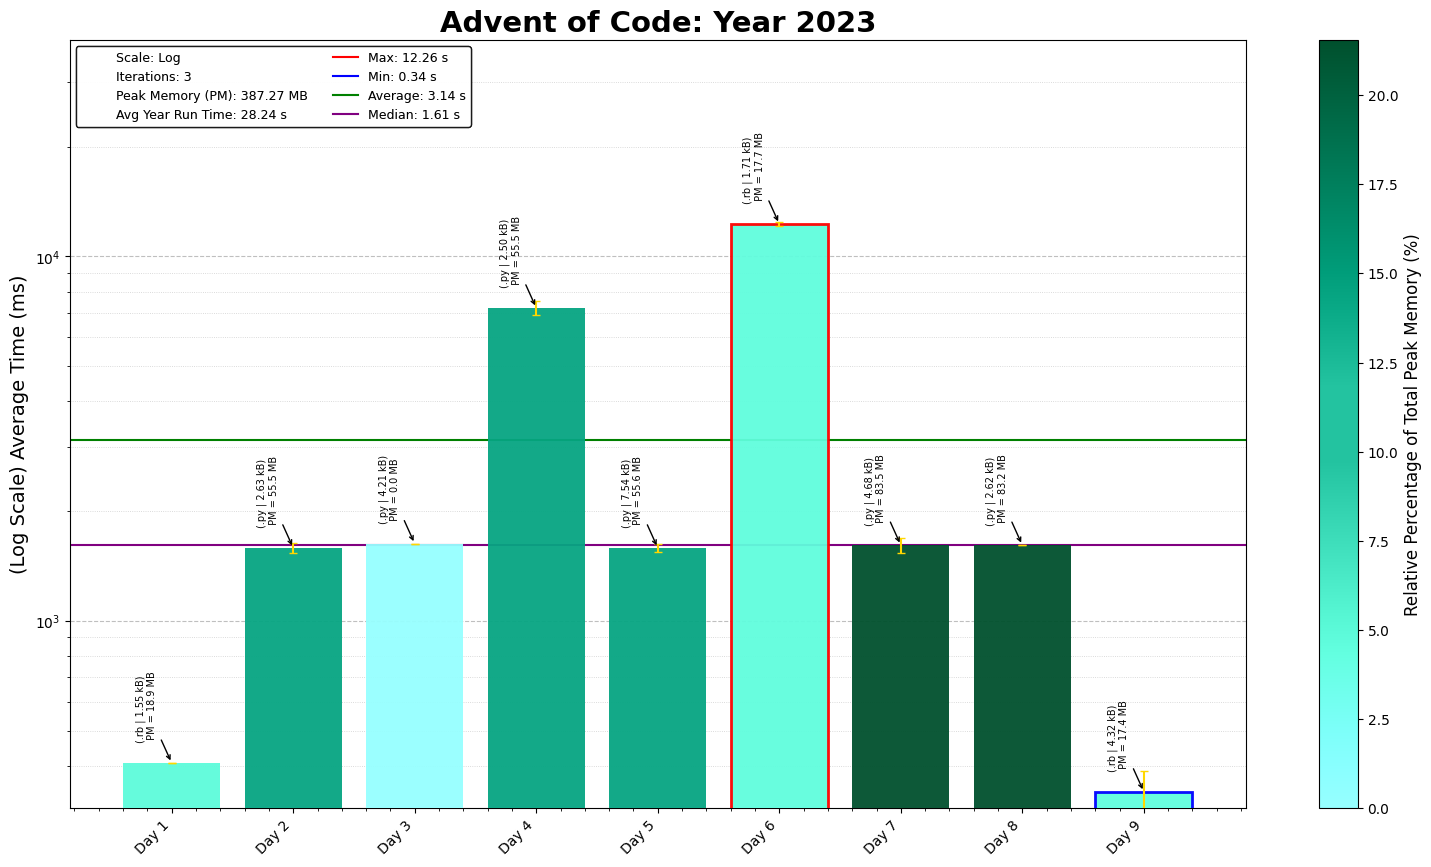 Advent of Code: Year 2023
Scale: Log
Iterations: 3
Peak Memory (PM): 387.27 MB
Avg Year Run Time: 28.24 s
Max: 12.26 s
Min: 0.34 s
Average: 3.14 s
Median: 1.61 s
(Log Scale) Average Time (ms)
10^4
10^3
(.rb | 1.55 kB)
PM = 18.9 MB
(.py | 2.63 kB)
PM = 55.5 MB
(.py | 4.21 kB)
PM = 0.0 MB
(.py | 2.50 kB)
PM = 55.5 MB
(.py | 7.54 kB)
PM = 55.6 MB
(.rb | 1.71 kB)
PM = 17.7 MB
(.py | 4.68 kB)
PM = 83.5 MB
(.py | 2.62 kB)
PM = 83.2 MB
(.rb | 4.32 kB)
PM = 17.4 MB
Day 1
Day 2
Day 3
Day 4
Day 5
Day 6
Day 7
Day 8
Day 9
20.0
17.5
15.0
12.5
10.0
7.5
5.0
2.5
0.0
Relative Percentage of Total Peak Memory (%)